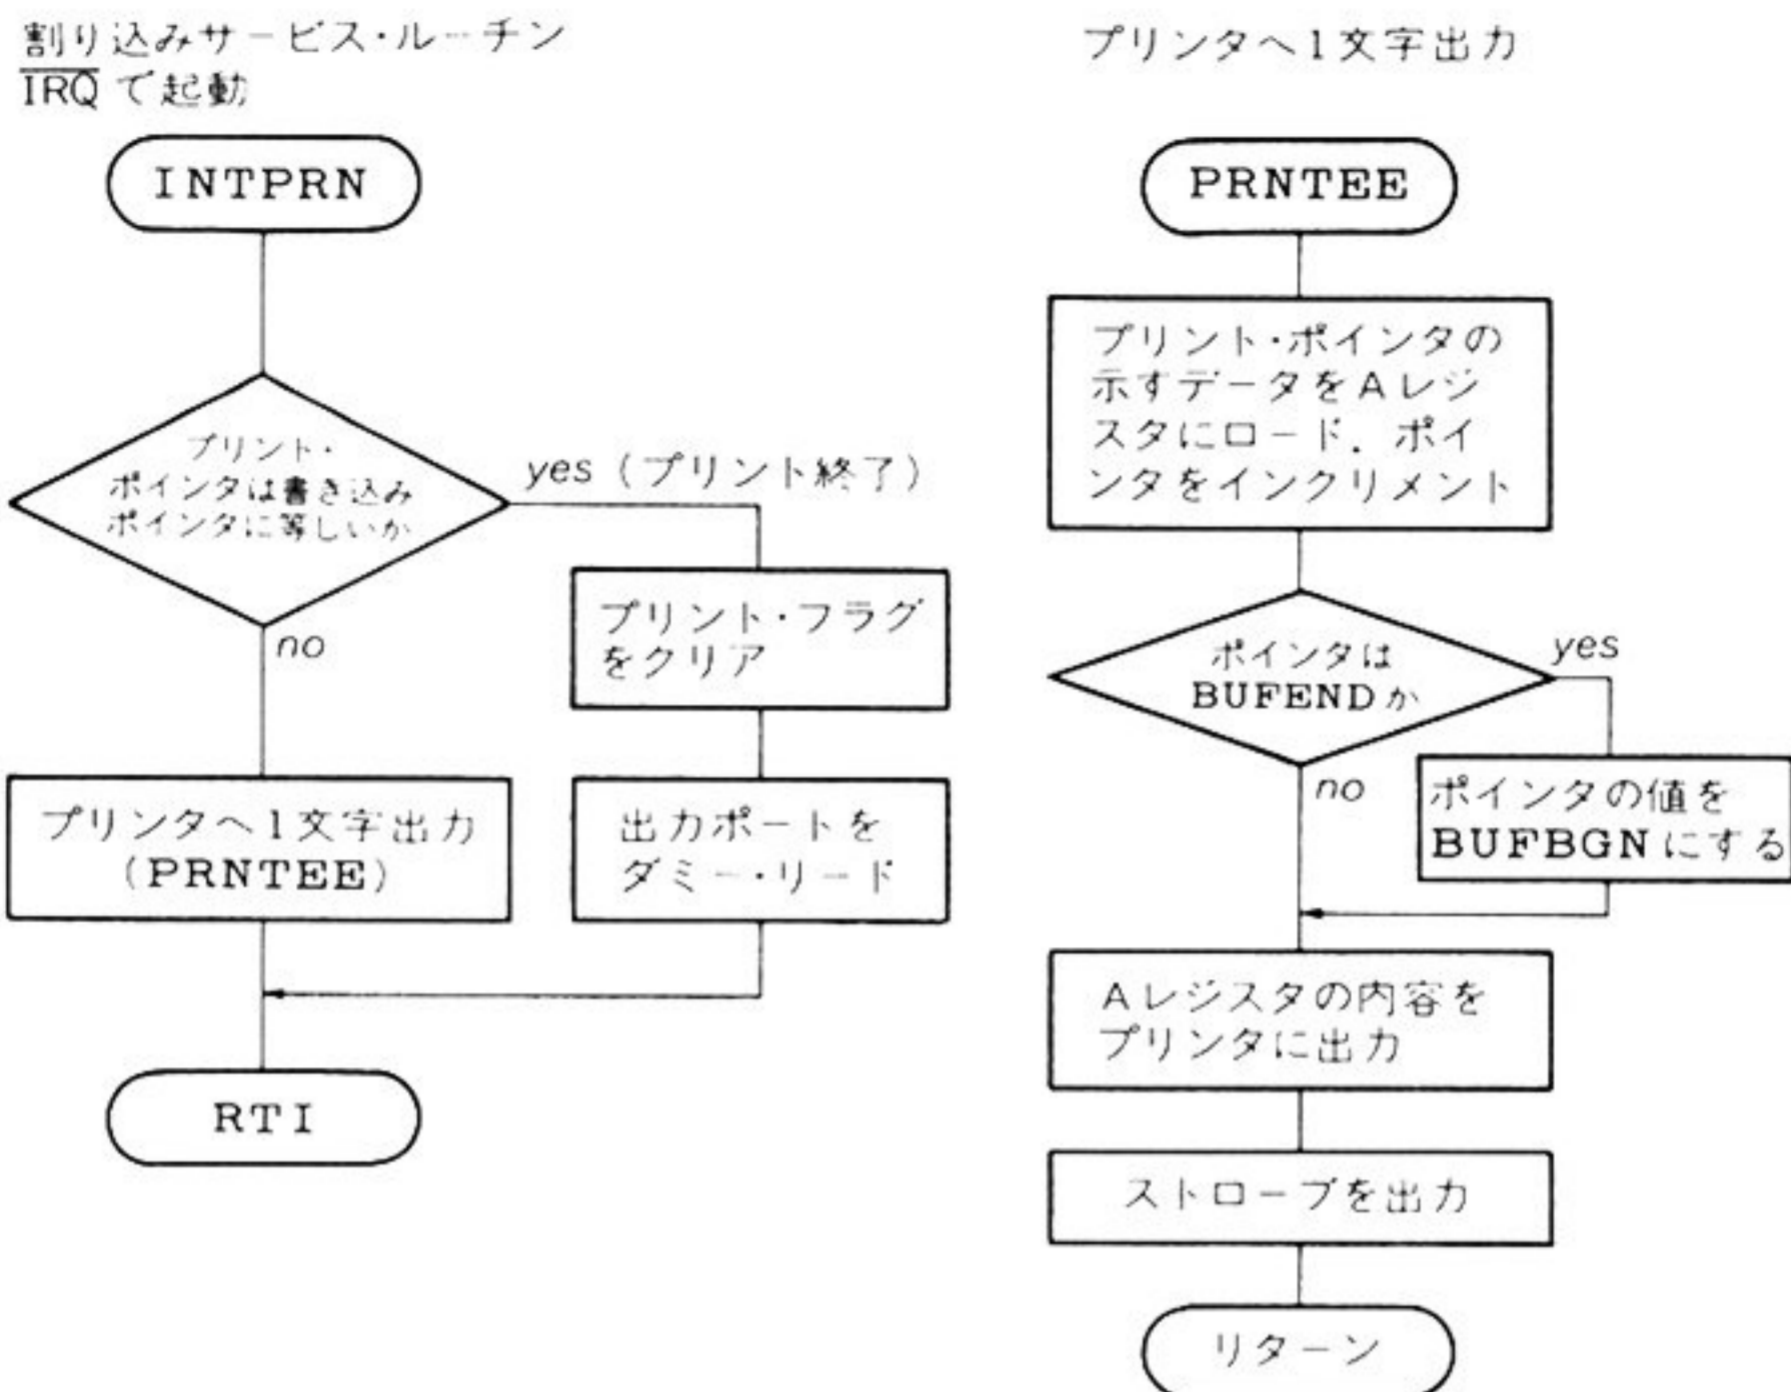 割り込みサービス・ルーチン
IRQ で起動
INTPRN
プリント・
ポインタは書き込み
ポインタに等しいか
yes (プリント終了)
no
プリント・フラグ
をクリア
プリンタへ1文字出力
(PRNTEE)
出力ポートを
ダミー・リード
RTI
プリンタへ1文字出力
PRNTEE
プリント・ポインタの
示すデータをAレジ
スタにロード．ポイ
ンタをインクリメント
ポインタは
BUFENDか
yes
no
ポインタの値を
BUFBGNにする
Aレジスタの内容を
プリンタに出力
ストローブを出力
リターン